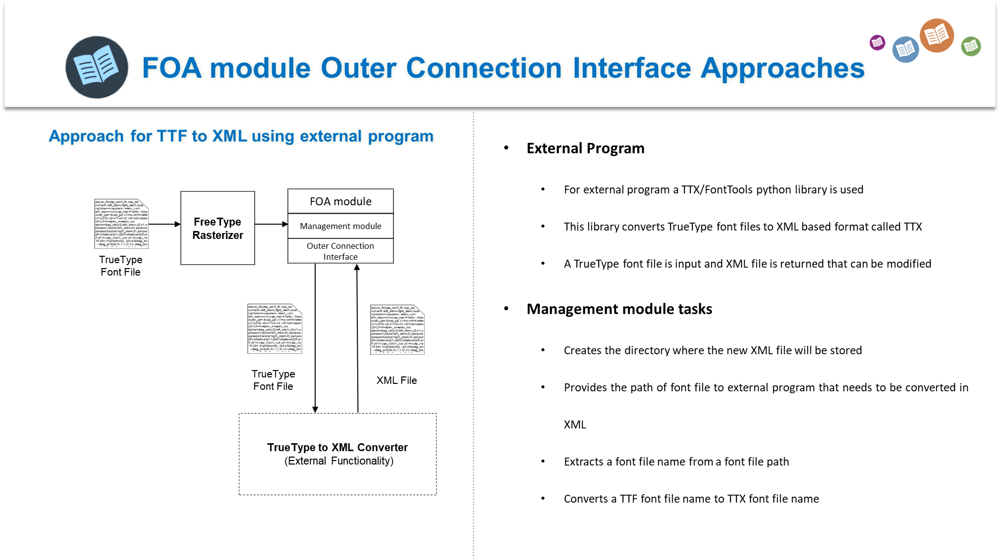 FOA module Outer Connection Interface Approaches
Approach for TTF to XML using external program
TrueType
Font File
FreeType
Rasterizer
FOA module
Management module
Outer Connection
Interface
TrueType
Font File
XML File
TrueType to XML Converter
(External Functionality)
• External Program
• For external program a TTX/FontTools python library is used
• This library converts TrueType font files to XML based format called TTX
• A TrueType font file is input and XML file is returned that can be modified
• Management module tasks
• Creates the directory where the new XML file will be stored
• Provides the path of font file to external program that needs to be converted in
XML
• Extracts a font file name from a font file path
• Converts a TTF font file name to TTX font file name